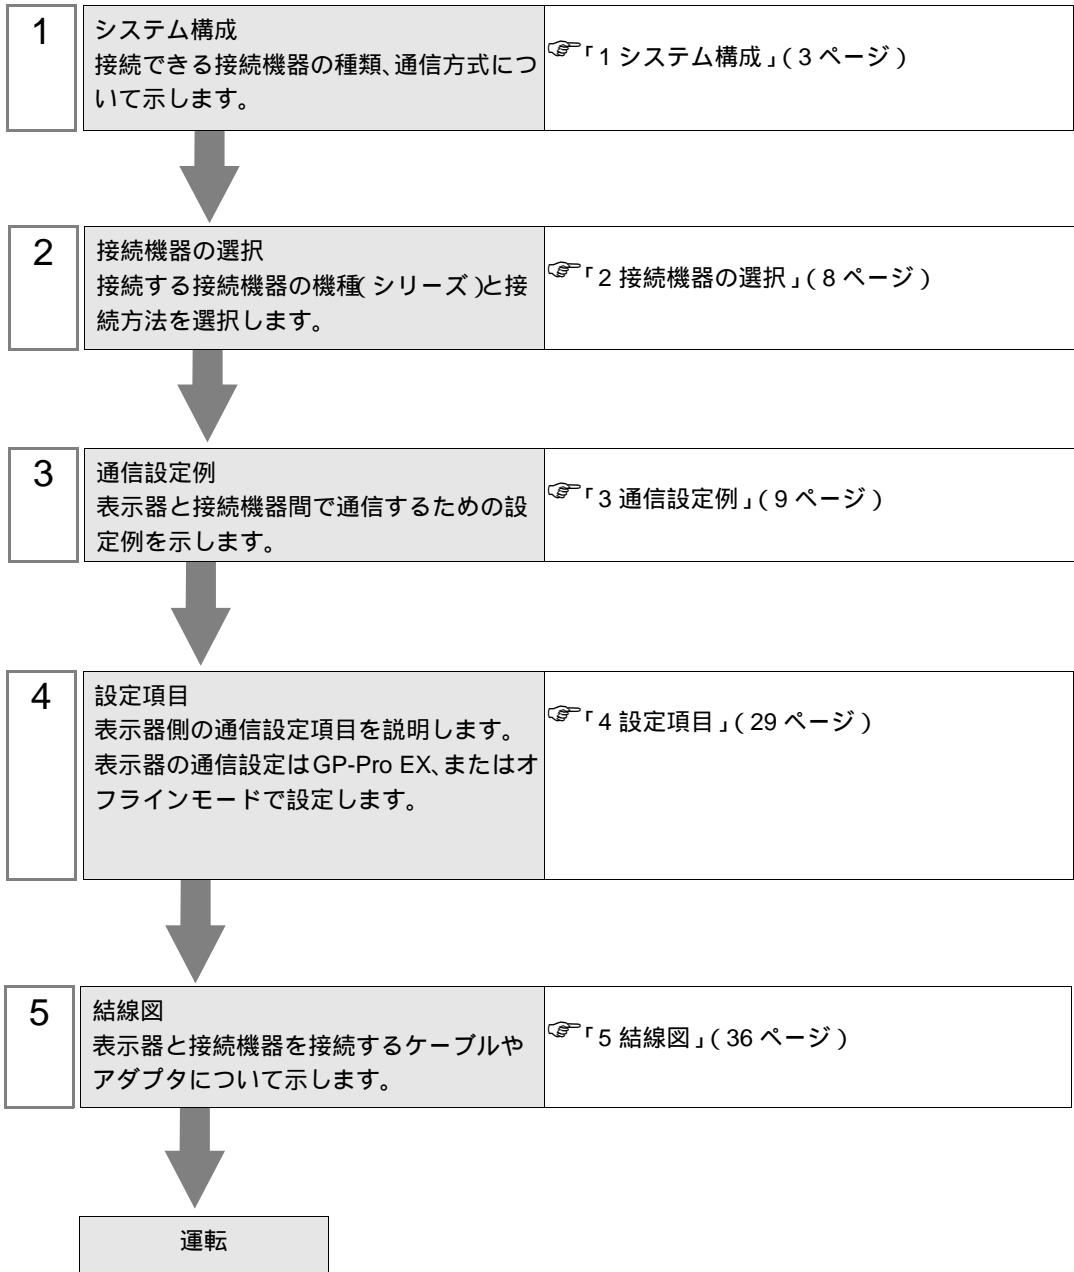 1
システム構成
接続できる接続機器の種類、通信方式につ
いて示します。
☞「1 システム構成」(3 ページ)
2
接続機器の選択
接続する接続機器の機種(シリーズ)と接
続方法を選択します。
☞「2 接続機器の選択」(8 ページ)
3
通信設定例
表示器と接続機器間で通信するための設
定例を示します。
☞「3 通信設定例」(9 ページ)
4
設定項目
表示器側の通信設定項目を説明します。
表示器の通信設定はGP-Pro EX、またはオ
フラインモードで設定します。
☞「4 設定項目」(29 ページ)
5
結線図
表示器と接続機器を接続するケーブルや
アダプタについて示します。
☞「5 結線図」(36 ページ)
運転